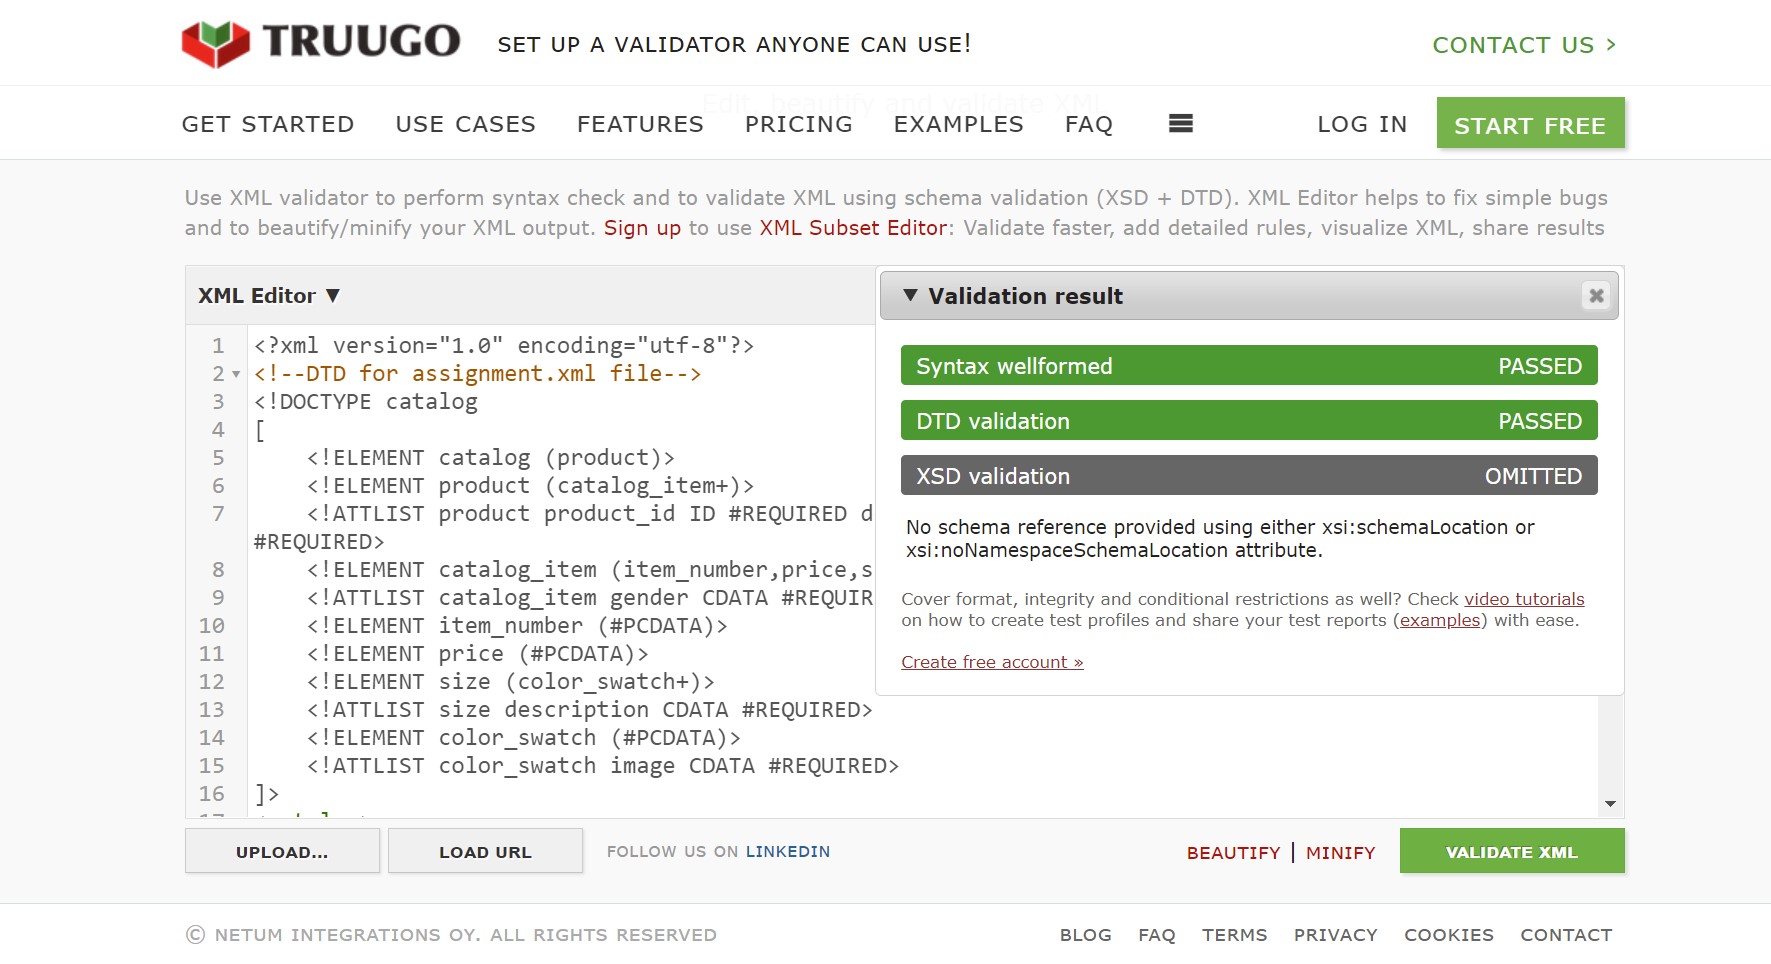 TRUUGO SET UP A VALIDATOR ANYONE CAN USE! CONTACT US >
Edit, beautify and validate XML
GET STARTED USE CASES FEATURES PRICING EXAMPLES FAQ LOG IN START FREE
Use XML validator to perform syntax check and to validate XML using schema validation (XSD + DTD). XML Editor helps to fix simple bugs
and to beautify/minify your XML output. Sign up to use XML Subset Editor: Validate faster, add detailed rules, visualize XML, share results
XML Editor ▼
1 <?xml version="1.0" encoding="utf-8"?>
2 <!--DTD for assignment.xml file-->
3 <!DOCTYPE catalog
4 [
5 <!ELEMENT catalog (product)>
6 <!ELEMENT product (catalog_item+)>
7 <!ATTLIST product product_id ID #REQUIRED d
#REQUIRED>
8 <!ELEMENT catalog_item (item_number,price,s
9 <!ATTLIST catalog_item gender CDATA #REQUIR
10 <!ELEMENT item_number (#PCDATA)>
11 <!ELEMENT price (#PCDATA)>
12 <!ELEMENT size (color_swatch+)>
13 <!ATTLIST size description CDATA #REQUIRED>
14 <!ELEMENT color_swatch (#PCDATA)>
15 <!ATTLIST color_swatch image CDATA #REQUIRED>
16 ]>
▼ Validation result
Syntax wellformed PASSED
DTD validation PASSED
XSD validation OMITTED
No schema reference provided using either xsi:schemaLocation or
xsi:noNamespaceSchemaLocation attribute.
Cover format, integrity and conditional restrictions as well? Check video tutorials
on how to create test profiles and share your test reports (examples) with ease.
Create free account »
UPLOAD... LOAD URL FOLLOW US ON LINKEDIN BEAUTIFY | MINIFY VALIDATE XML
© NETUM INTEGRATIONS OY. ALL RIGHTS RESERVED BLOG FAQ TERMS PRIVACY COOKIES CONTACT